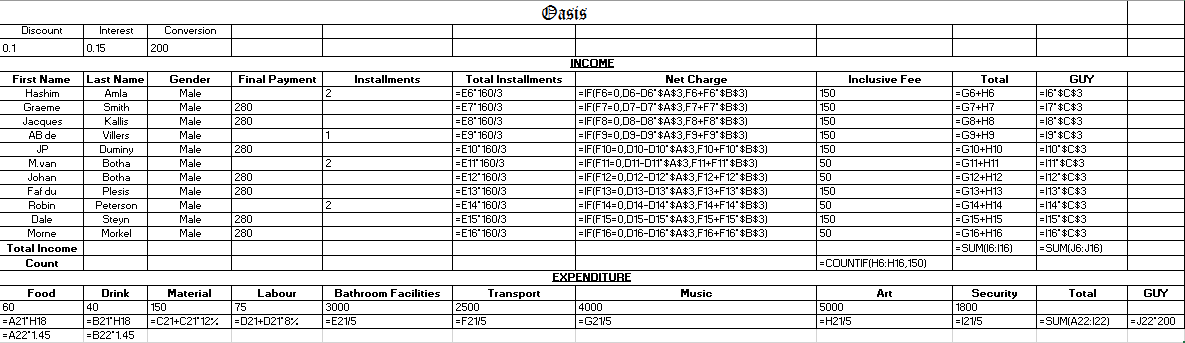 Oasis
Discount Interest Conversion
0.1 0.15 200
INCOME
First Name Last Name Gender Final Payment Installments Total Installments Net Charge Inclusive Fee Total GUY
Hashim Amla Male 2 =E6*160/3 =IF(F6=0,D6-D6*$A$3,F6+F6*$B$3) 150 =G6+H6 =I6*$C$3
Graeme Smith Male 280 =E7*160/3 =IF(F7=0,D7-D7*$A$3,F7+F7*$B$3) 150 =G7+H7 =I7*$C$3
Jacques Kallis Male 280 =E8*160/3 =IF(F8=0,D8-D8*$A$3,F8+F8*$B$3) 150 =G8+H8 =I8*$C$3
AB de Villers Male 1 =E9*160/3 =IF(F9=0,D9-D9*$A$3,F9+F9*$B$3) 150 =G9+H9 =I9*$C$3
JP Duminy Male 280 =E10*160/3 =IF(F10=0,D10-D10*$A$3,F10+F10*$B$3) 150 =G10+H10 =I10*$C$3
M.van Botha Male 2 =E11*160/3 =IF(F11=0,D11-D11*$A$3,F11+F11*$B$3) 50 =G11+H11 =I11*$C$3
Johan Botha Male 280 =E12*160/3 =IF(F12=0,D12-D12*$A$3,F12+F12*$B$3) 50 =G12+H12 =I12*$C$3
Faf du Plesis Male 280 =E13*160/3 =IF(F13=0,D13-D13*$A$3,F13+F13*$B$3) 150 =G13+H13 =I13*$C$3
Robin Peterson Male 2 =E14*160/3 =IF(F14=0,D14-D14*$A$3,F14+F14*$B$3) 50 =G14+H14 =I14*$C$3
Dale Steyn Male 280 =E15*160/3 =IF(F15=0,D15-D15*$A$3,F15+F15*$B$3) 150 =G15+H15 =I15*$C$3
Morne Morkel Male 280 =E16*160/3 =IF(F16=0,D16-D16*$A$3,F16+F16*$B$3) 50 =G16+H16 =I16*$C$3
Total Income =SUM(I6:I16) =SUM(J6:J16)
Count =COUNTIF(H6:H16,150)
EXPENDITURE
Food Drink Material Labour Bathroom Facilities Transport Music Art Security Total GUY
60 40 150 75 3000 2500 4000 5000 1800
=A21*H18 =B21*H18 =C21+C21*12% =D21+D21*8% =E21/5 =F21/5 =G21/5 =H21/5 =I21/5 =SUM(A22:I22) =J22*200
=A22*1.45 =B22*1.45